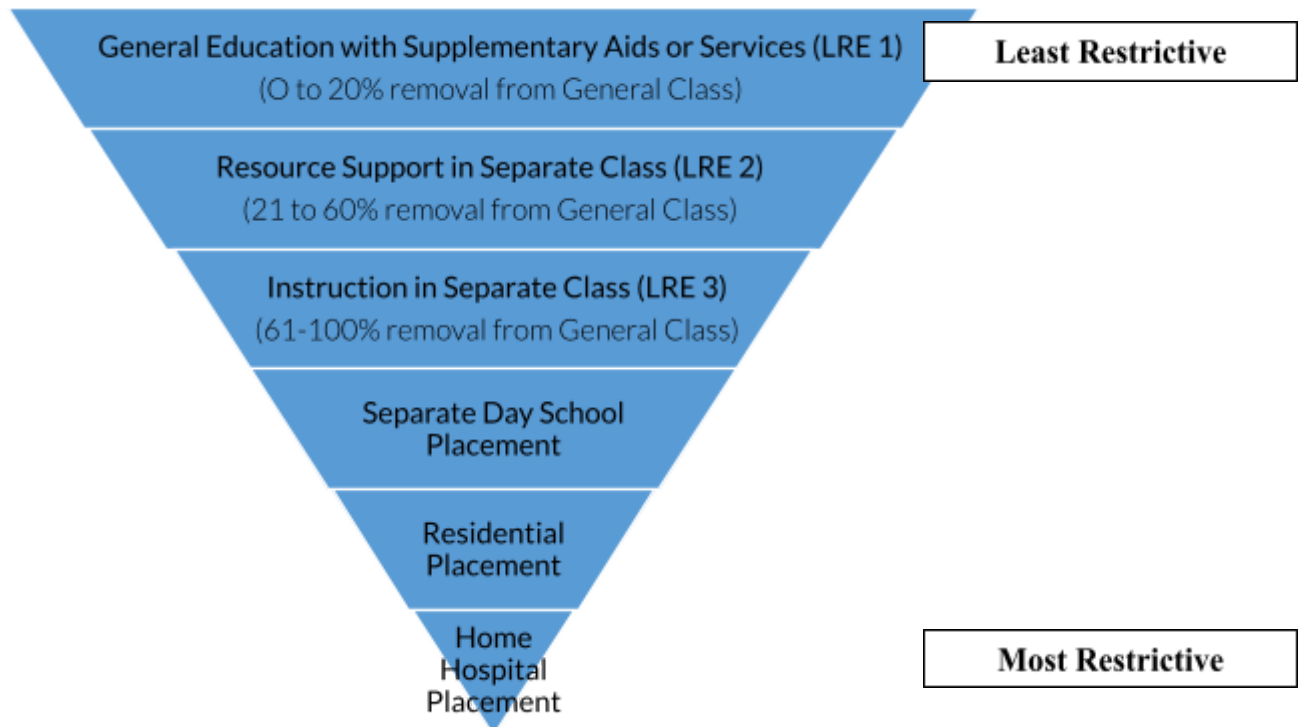 General Education with Supplementary Aids or Services (LRE 1)
(O to 20% removal from General Class)
Least Restrictive
Resource Support in Separate Class (LRE 2)
(21 to 60% removal from General Class)
Instruction in Separate Class (LRE 3)
(61-100% removal from General Class)
Separate Day School
Placement
Residential
Placement
Home
Hospital
Placement
Most Restrictive